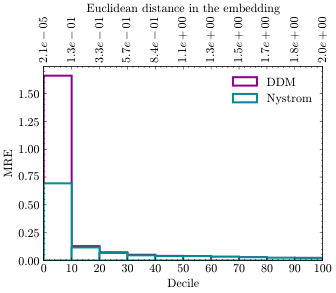 Euclidean distance in the embedding
2.1e−05 1.3e−01 3.3e−01 5.7e−01 8.4e−01 1.1e+00 1.3e+00 1.5e+00 1.7e+00 1.8e+00 2.0e+00
DDM
Nystrom
MRE
1.50
1.25
1.00
0.75
0.50
0.25
0.00
0 10 20 30 40 50 60 70 80 90 100
Decile